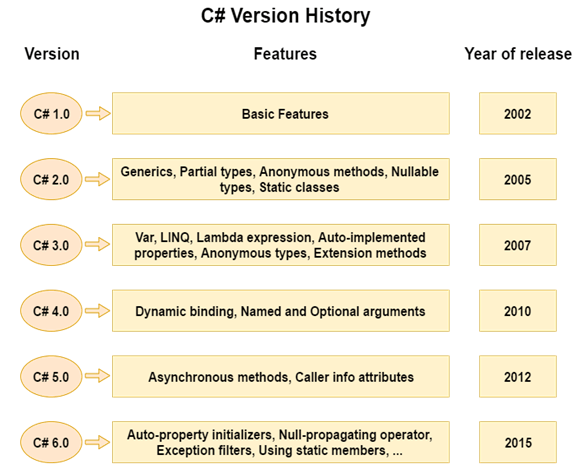 C# Version History
Version Features Year of release
C# 1.0 Basic Features 2002
Generics, Partial types, Anonymous methods, Nullable
C# 2.0 types, Static classes 2005
Var, LINQ, Lambda expression, Auto-implemented
C# 3.0 properties, Anonymous types, Extension methods 2007
C# 4.0 Dynamic binding, Named and Optional arguments 2010
C# 5.0 Asynchronous methods, Caller info attributes 2012
Auto-property initializers, Null-propagating operator,
C# 6.0 Exception filters, Using static members, ... 2015